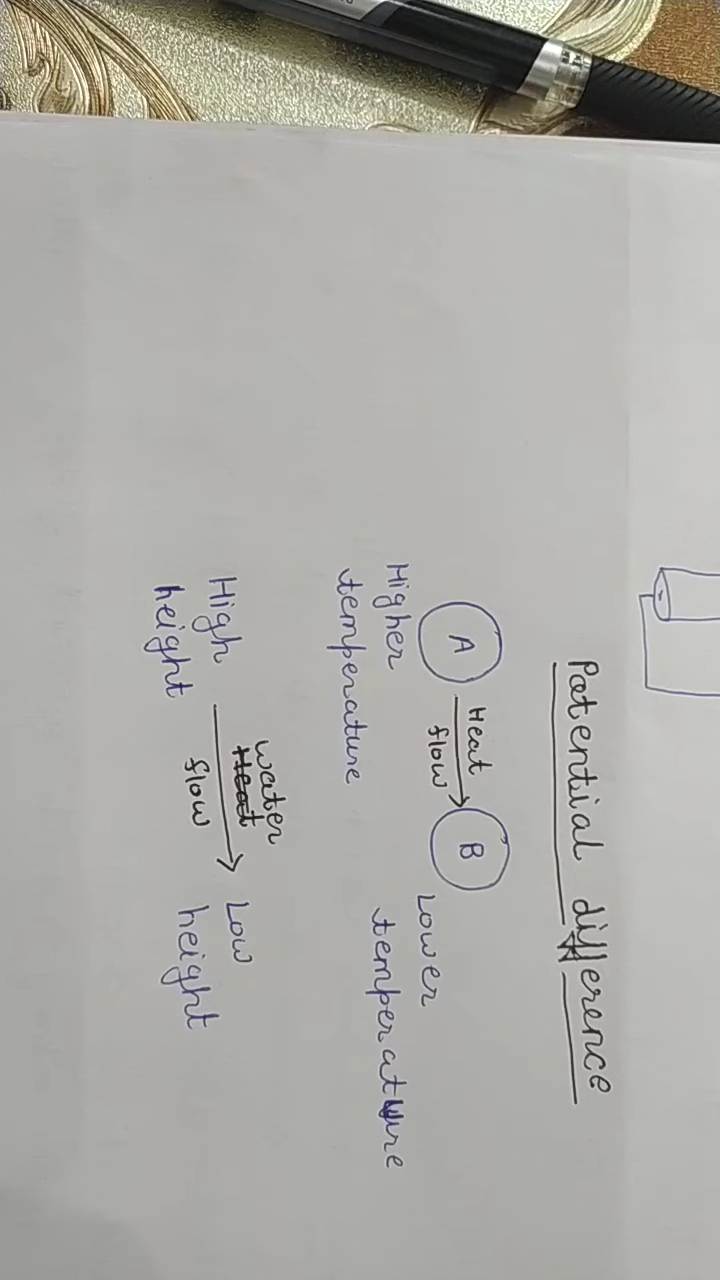 Potential difference
A
Heat
flow
B
Higher
temperature
Lower
temperature
High
height
water
Heat
flow
Low
height